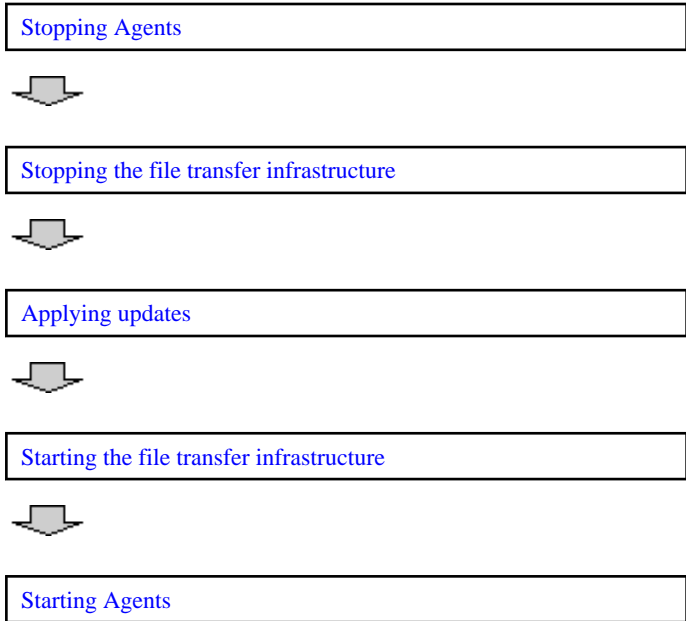 Stopping Agents
Stopping the file transfer infrastructure
Applying updates
Starting the file transfer infrastructure
Starting Agents